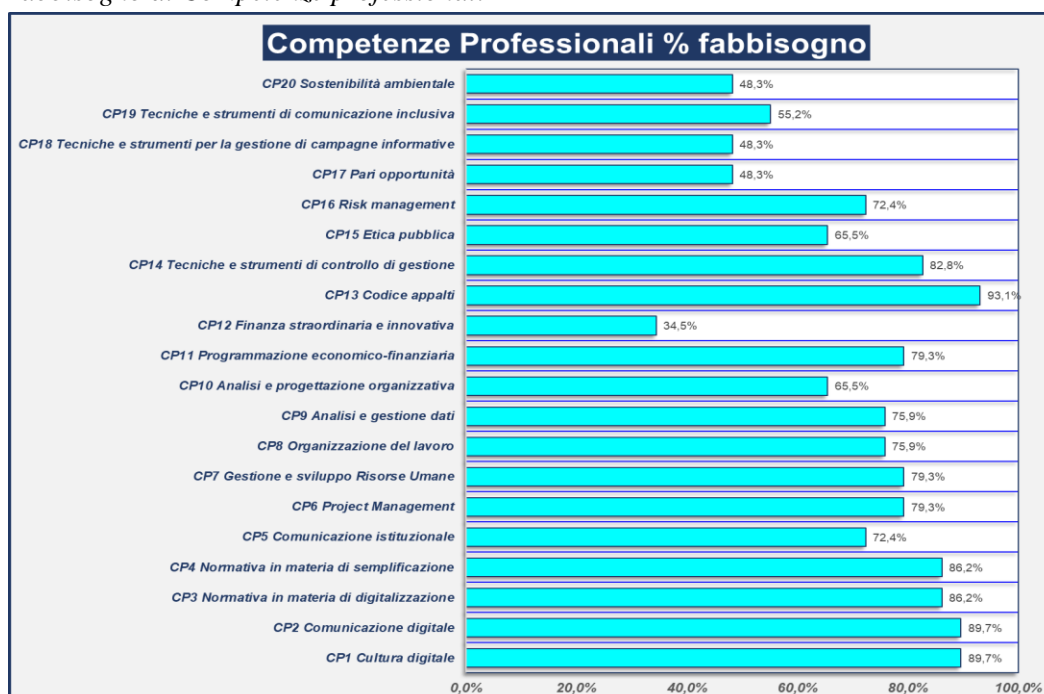 fabbisogno di Competenze professionali
Competenze Professionali % fabbisogno
CP20 Sostenibilità ambientale 48,3%
CP19 Tecniche e strumenti di comunicazione inclusiva 55,2%
CP18 Tecniche e strumenti per la gestione di campagne informative 48,3%
CP17 Pari opportunità 48,3%
CP16 Risk management 72,4%
CP15 Etica pubblica 65,5%
CP14 Tecniche e strumenti di controllo di gestione 82,8%
CP13 Codice appalti 93,1%
CP12 Finanza straordinaria e innovativa 34,5%
CP11 Programmazione economico-finanziaria 79,3%
CP10 Analisi e progettazione organizzativa 65,5%
CP9 Analisi e gestione dati 75,9%
CP8 Organizzazione del lavoro 75,9%
CP7 Gestione e sviluppo Risorse Umane 79,3%
CP6 Project Management 79,3%
CP5 Comunicazione istituzionale 72,4%
CP4 Normativa in materia di semplificazione 86,2%
CP3 Normativa in materia di digitalizzazione 86,2%
CP2 Comunicazione digitale 89,7%
CP1 Cultura digitale 89,7%
0,0% 20,0% 40,0% 60,0% 80,0% 100,0%